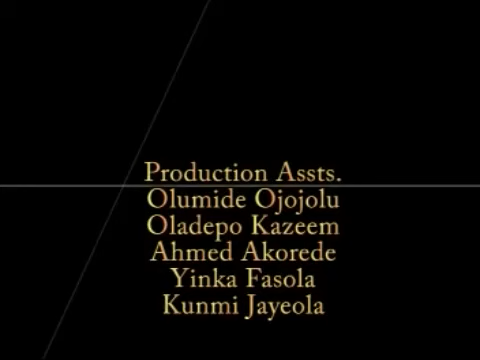 Production Assts.
Olumide Ojojolu
Oladepo Kazeem
Ahmed Akorede
Yinka Fasola
Kunmi Jayeola